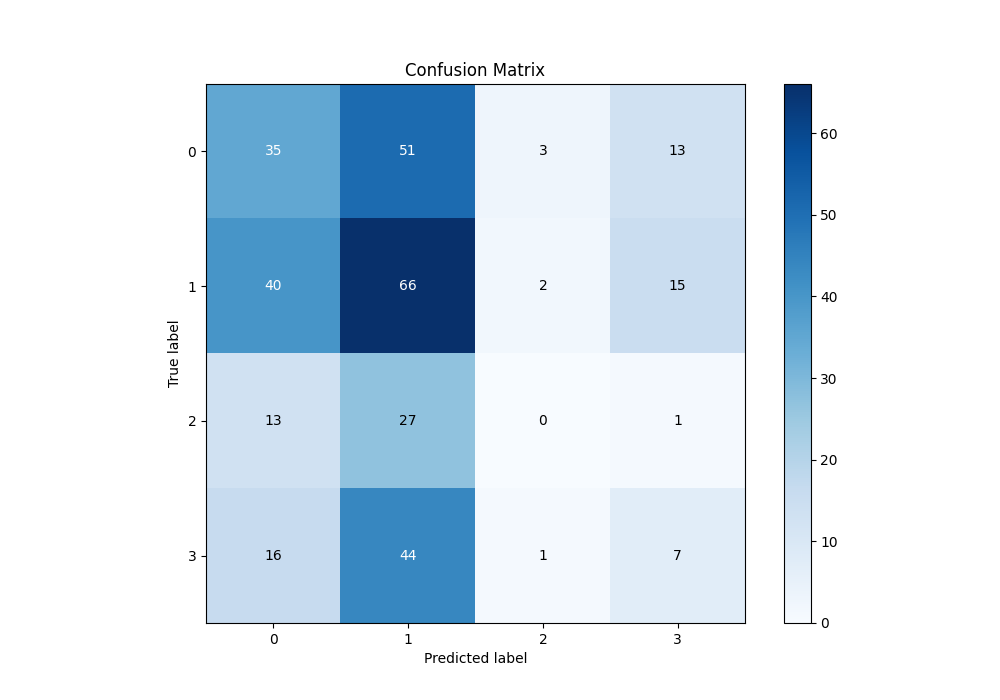 Confusion Matrix
True label
0 35 51 3 13
1 40 66 2 15
2 13 27 0 1
3 16 44 1 7
0 1 2 3
Predicted label
60
50
40
30
20
10
0